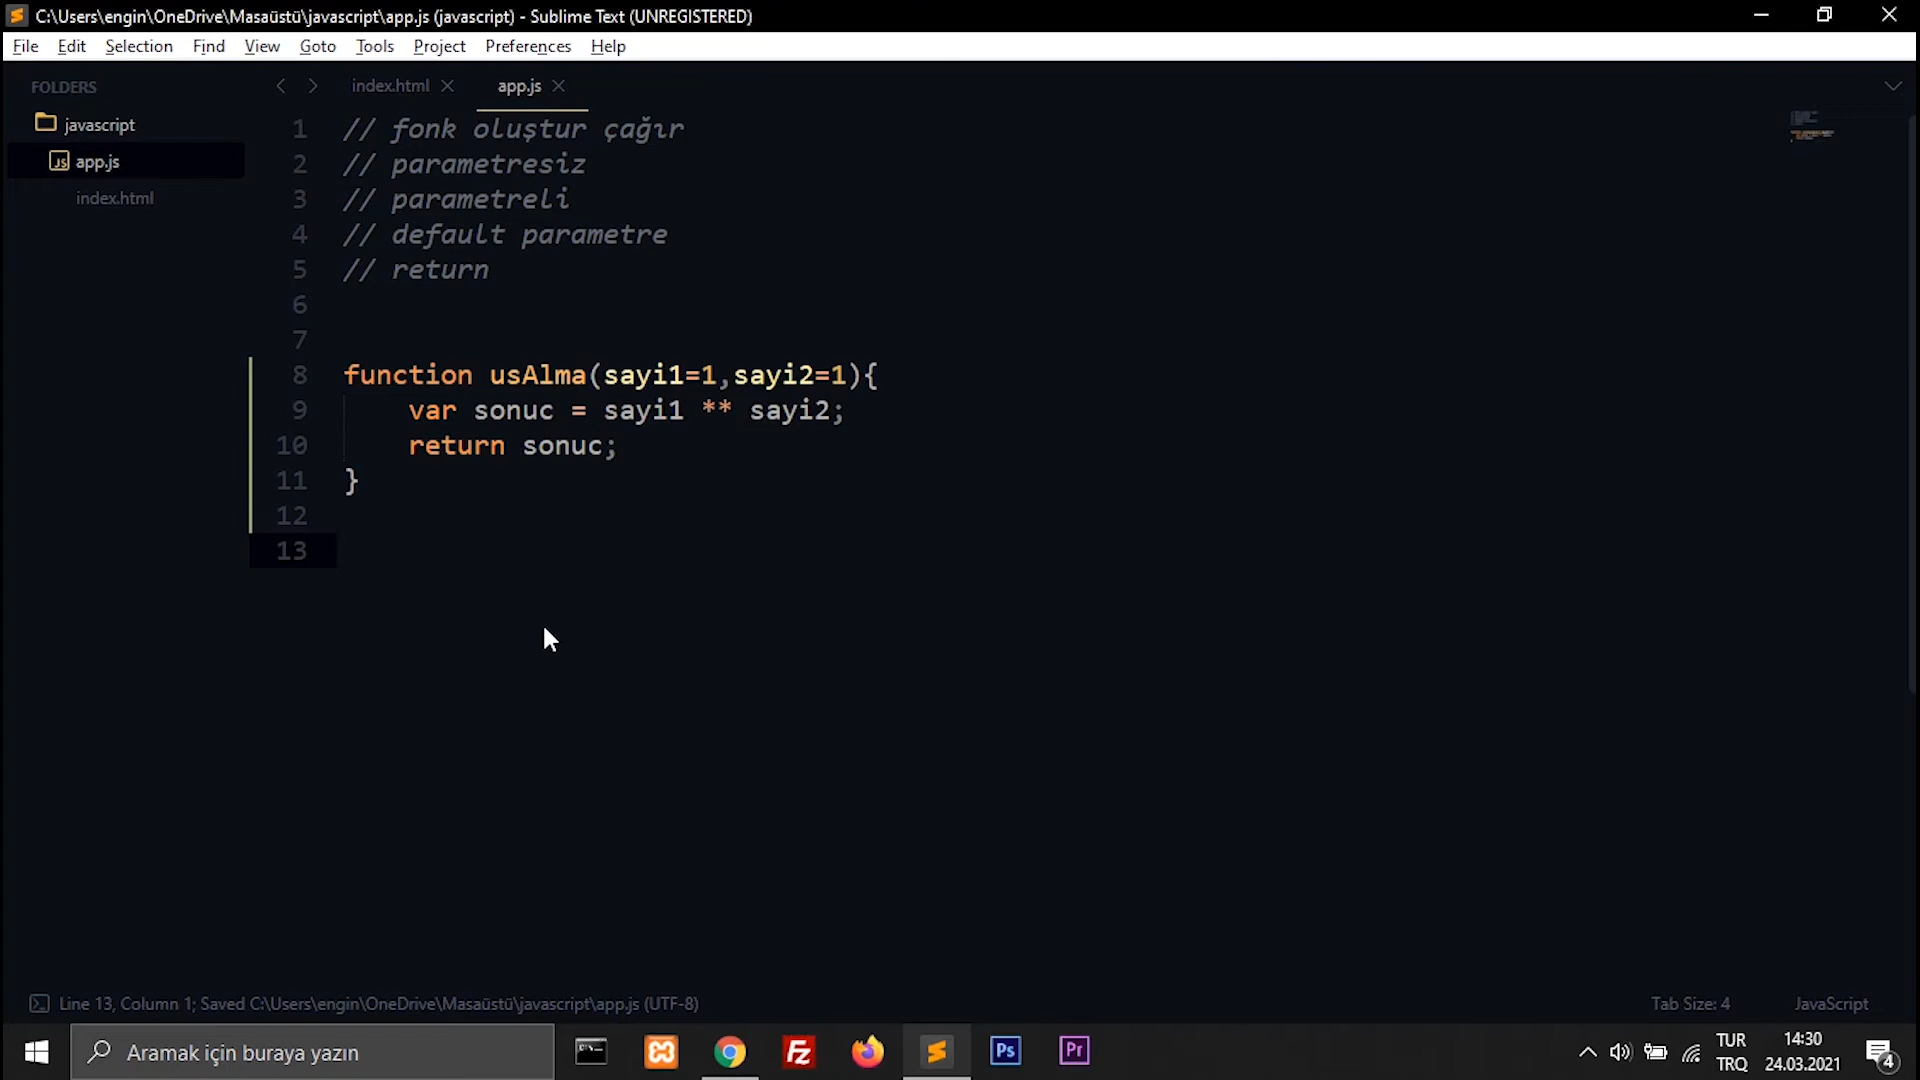 C:\Users\engin\OneDrive\Masaüstü\javascript\app.js (javascript) - Sublime Text (UNREGISTERED)
File Edit Selection Find View Goto Tools Project Preferences Help
FOLDERS
javascript
app.js
index.html
index.html
app.js
1 // fonk oluştur çağır
2 // parametresiz
3 // parametreli
4 // default parametre
5 // return
6
7
8 function usAlma(sayi1=1,sayi2=1){
9 var sonuc = sayi1 ** sayi2;
10 return sonuc;
11 }
12
13
Line 13, Column 1; Saved C:\Users\engin\OneDrive\Masaüstü\javascript\app.js (UTF-8)
Tab Size: 4
JavaScript
Aramak için buraya yazın
Fz
Ps
Pr
TUR
TRQ
14:30
24.03.2021
4